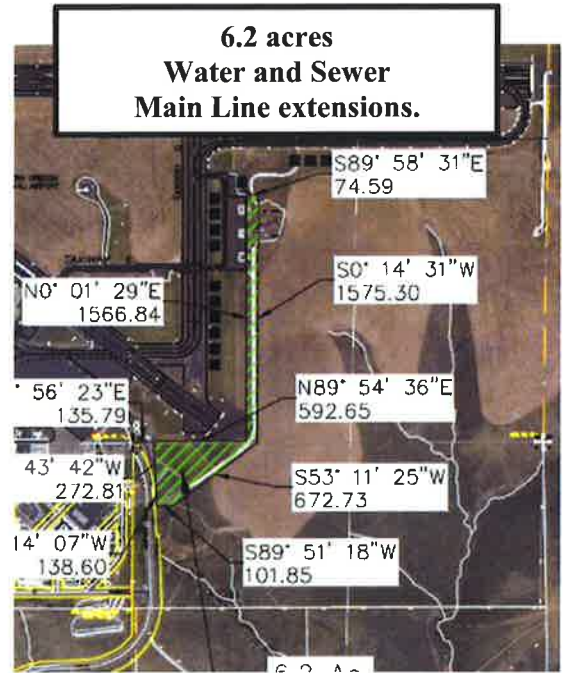 6.2 acres
Water and Sewer
Main Line extensions.
S89° 58' 31"E
74.59
S0° 14' 31"W
1575.30
N0° 01' 29"E
1566.84
N89° 54' 36"E
592.65
° 56' 23"E
135.79
43' 42"W
272.81
S53° 11' 25"W
672.73
14' 07"W
138.60
S89° 51' 18"W
101.85